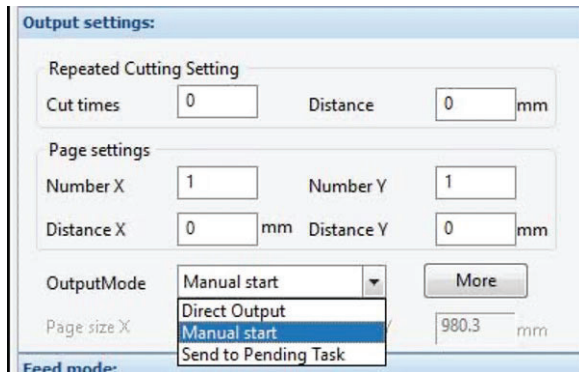 Output settings:
Repeated Cutting Setting
Cut times 0 Distance 0 mm
Page settings
Number X 1 Number Y 1
Distance X 0 mm Distance Y 0 mm
OutputMode Manual start More
Direct Output
Page size X Manual start 980.3 mm
Send to Pending Task
Feed mode: